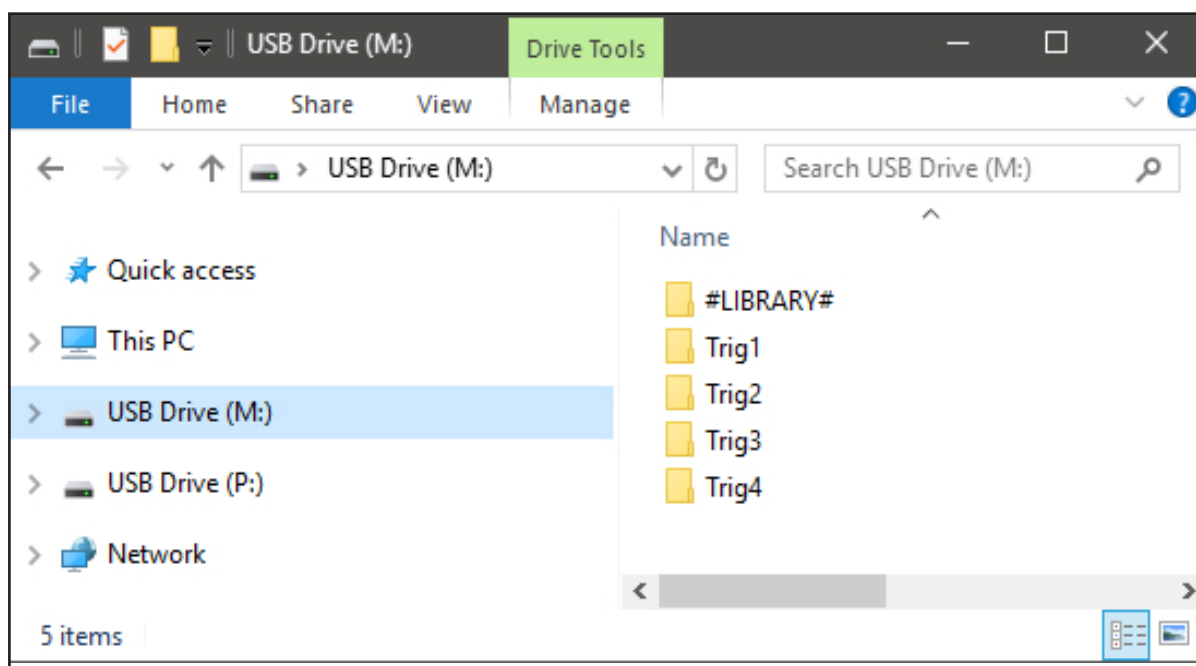 USB Drive (M:) Drive Tools
File Home Share View Manage
USB Drive (M:) Search USB Drive (M:)
Quick access
This PC
USB Drive (M:)
USB Drive (P:)
Network
Name
#LIBRARY#
Trig1
Trig2
Trig3
Trig4
5 items